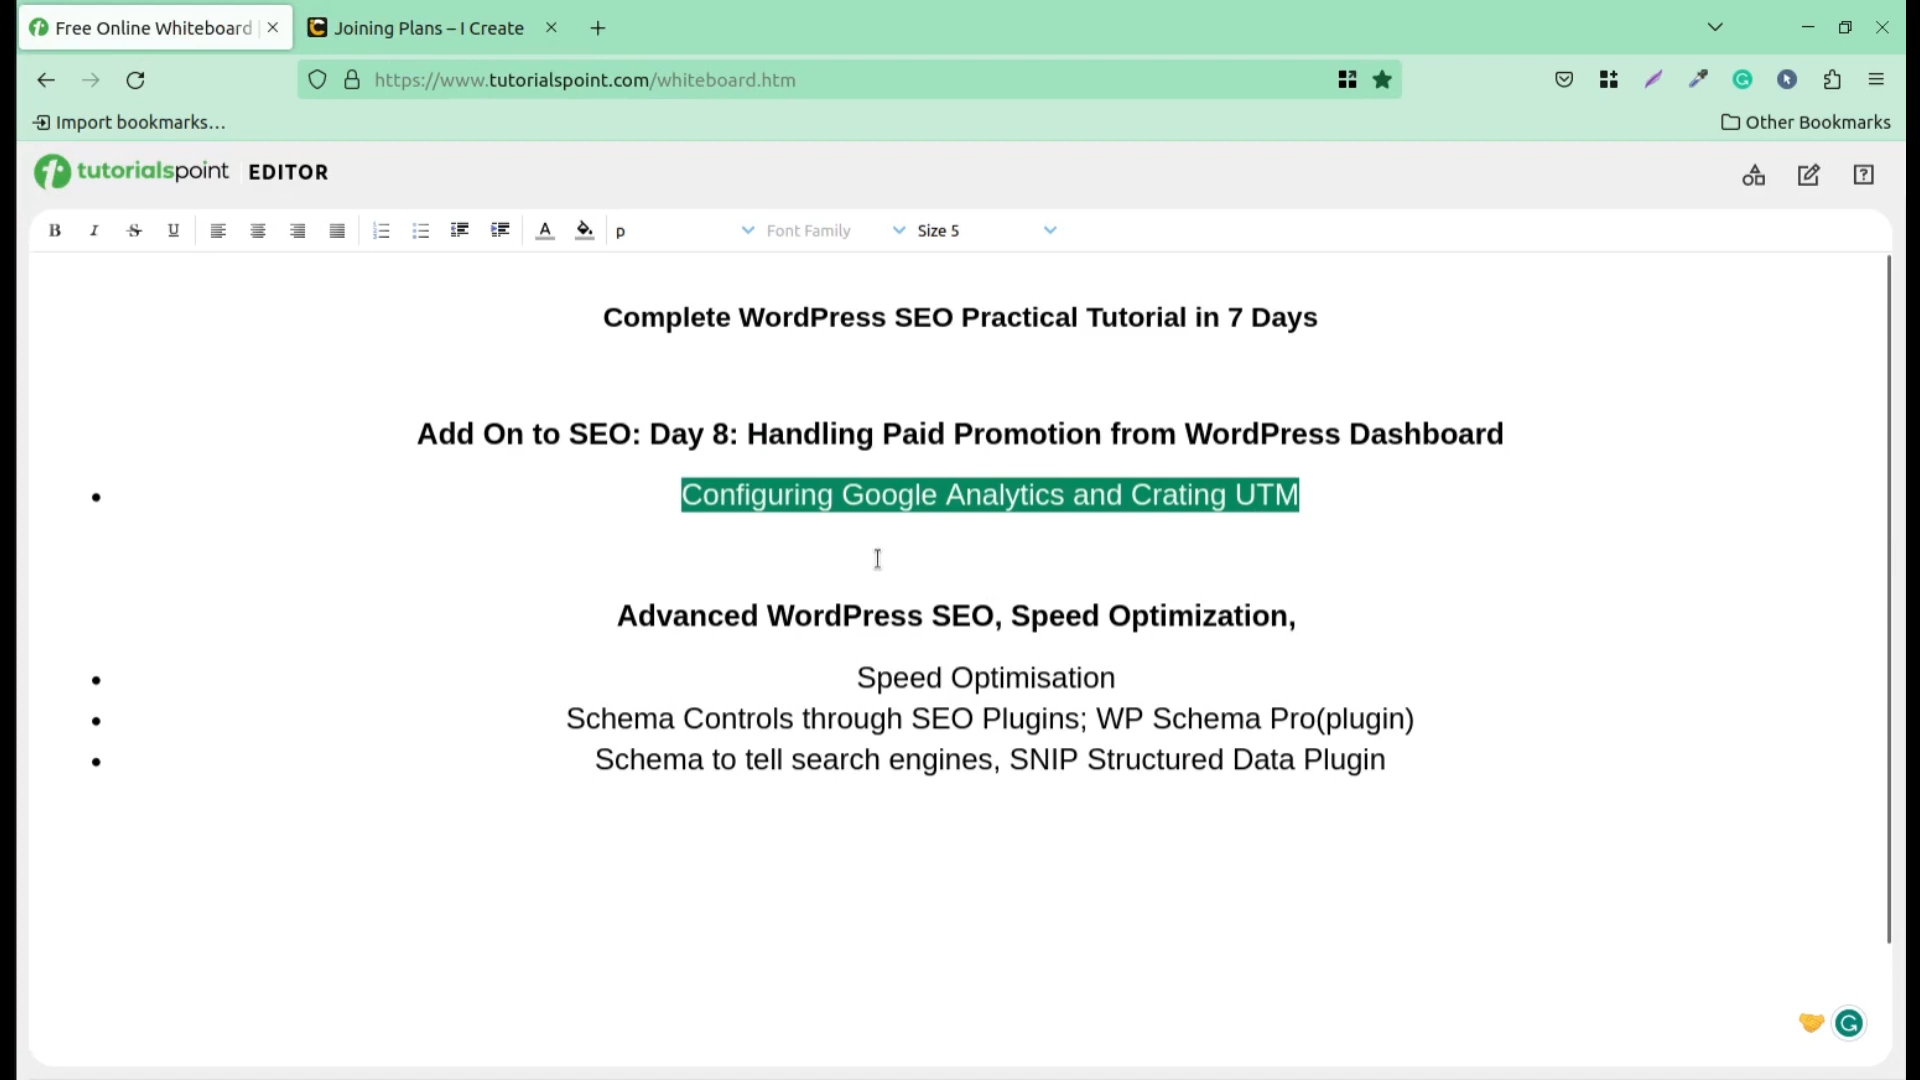 Free Online Whiteboard
Joining Plans – I Create
https://www.tutorialspoint.com/whiteboard.htm
Import bookmarks...
Other Bookmarks
tutorialspoint EDITOR
B I S U A p Font Family Size 5
Complete WordPress SEO Practical Tutorial in 7 Days
Add On to SEO: Day 8: Handling Paid Promotion from WordPress Dashboard
Configuring Google Analytics and Crating UTM
Advanced WordPress SEO, Speed Optimization,
Speed Optimisation
Schema Controls through SEO Plugins; WP Schema Pro(plugin)
Schema to tell search engines, SNIP Structured Data Plugin